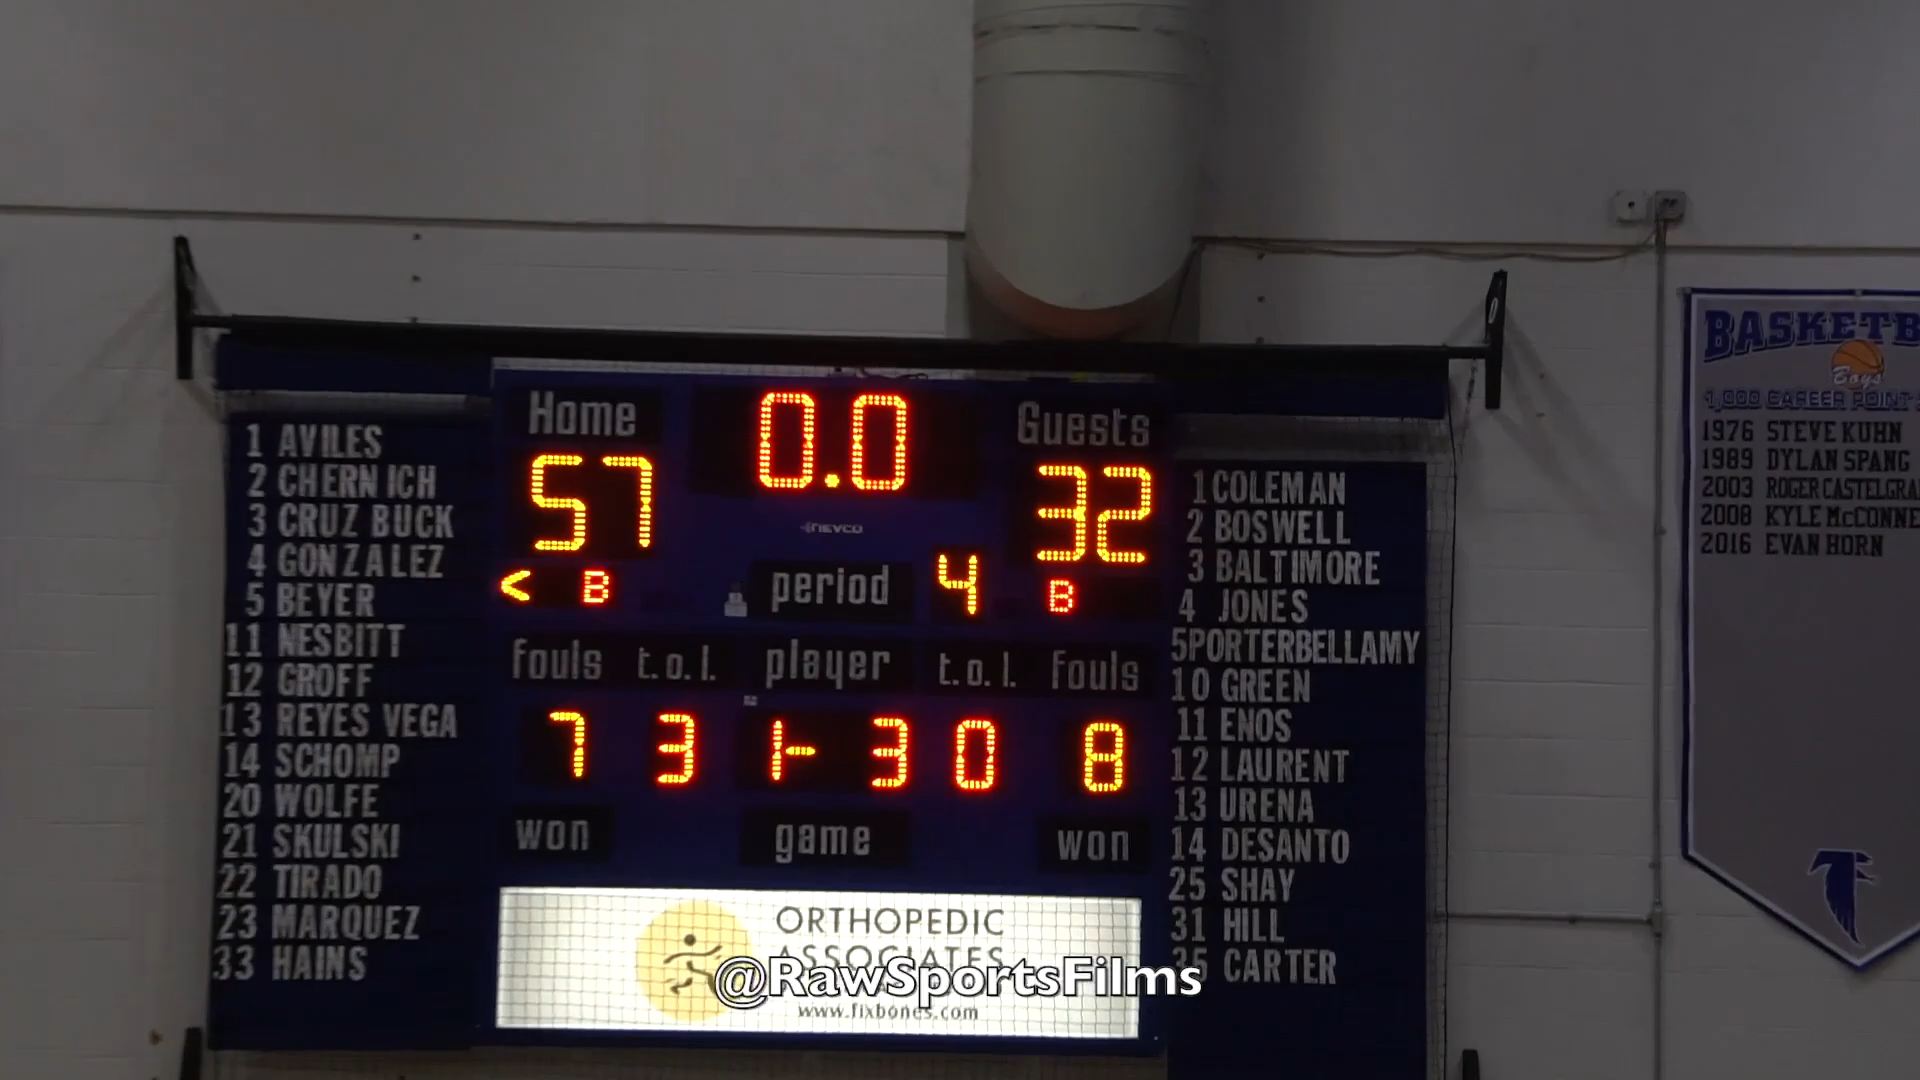 Home 0.0 Guests
57 32
NEVCO
< B period 4 B
fouls t.o.l. player t.o.l. fouls
7 3 1- 3 0 8
won game won
1 AVILES
2 CHERNICH
3 CRUZ BUCK
4 GONZALEZ
5 BEYER
11 NESBITT
12 GROFF
13 REYES VEGA
14 SCHOMP
20 WOLFE
21 SKULSKI
22 TIRADO
23 MARQUEZ
33 HAINS
1 COLEMAN
2 BOSWELL
3 BALTIMORE
4 JONES
5 PORTERBELLAMY
10 GREEN
11 ENOS
12 LAURENT
13 URENA
14 DESANTO
25 SHAY
31 HILL
35 CARTER
ORTHOPEDIC
ASSOCIATES
www.fixbones.com
@RawSportsFilms
BASKETB
Boys
1,000 CAREER POINT
1976 STEVE KUHN
1989 DYLAN SPANG
2003 ROGER CASTELGRA
2008 KYLE McCONNE
2016 EVAN HORN